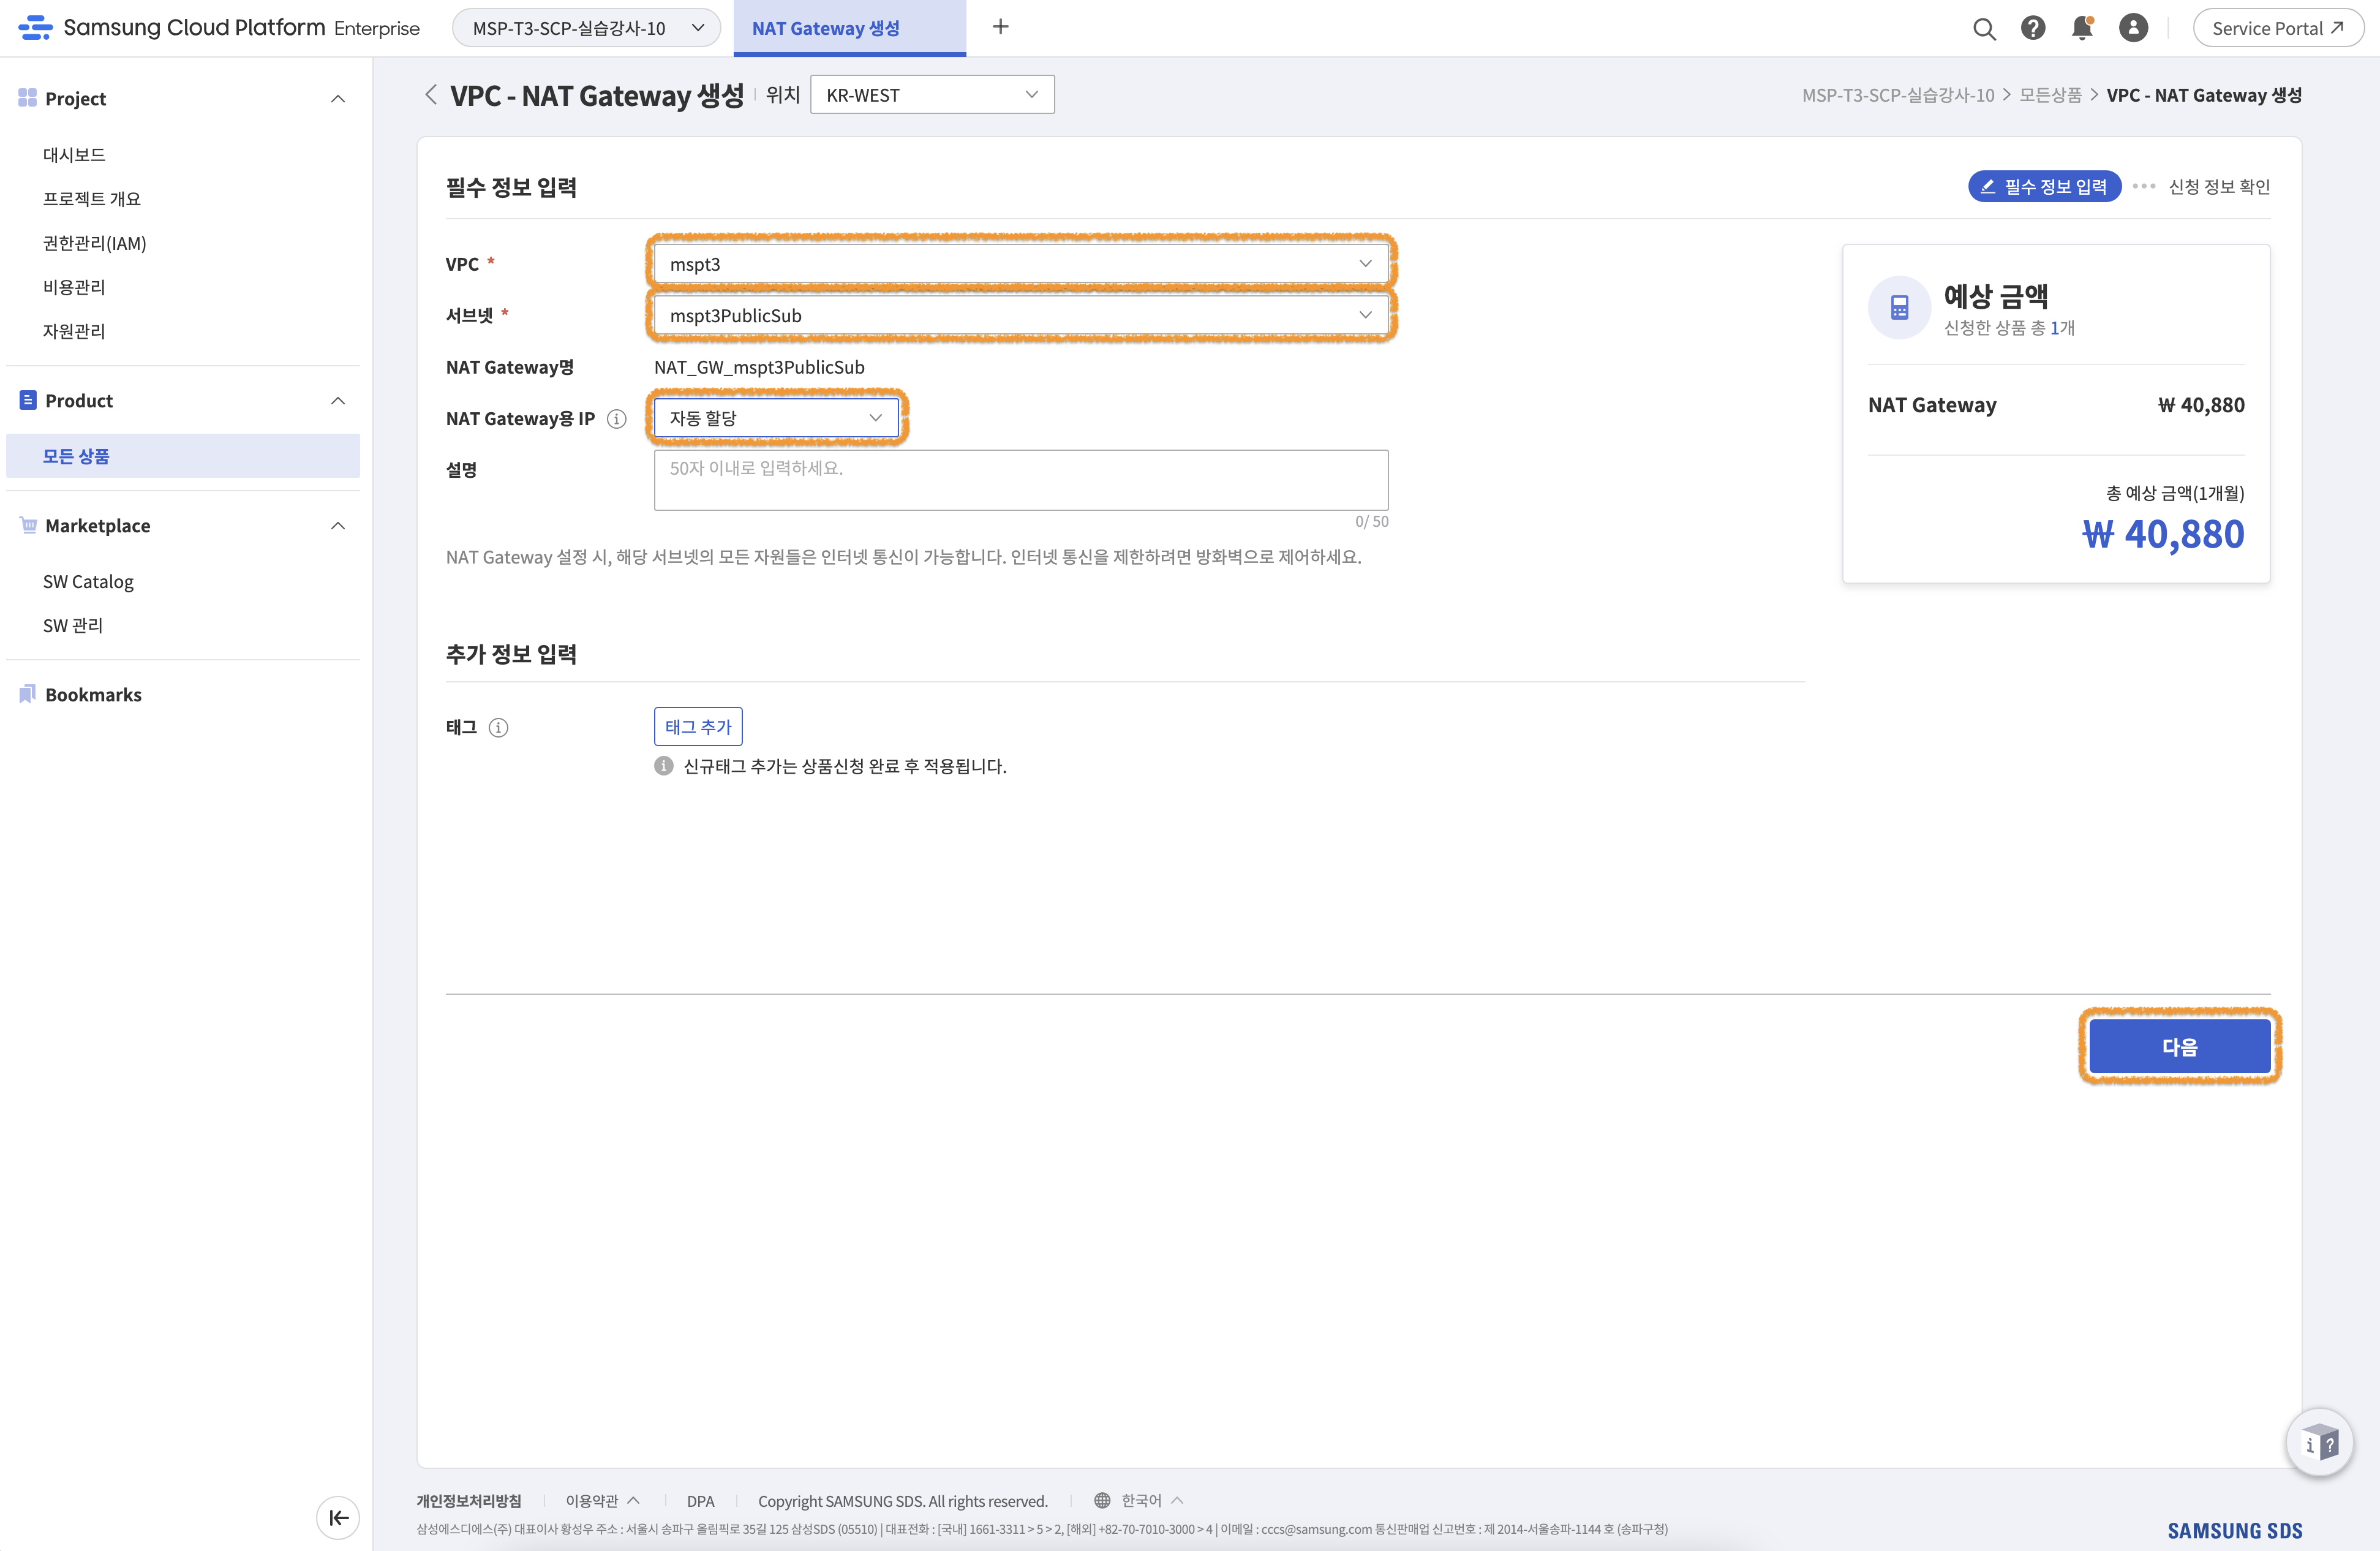 Samsung Cloud Platform Enterprise
MSP-T3-SCP-실습강사-10
NAT Gateway 생성
Service Portal
Project
대시보드
프로젝트 개요
권한관리(IAM)
비용관리
자원관리
Product
모든 상품
Marketplace
SW Catalog
SW 관리
Bookmarks
VPC - NAT Gateway 생성
위치
KR-WEST
MSP-T3-SCP-실습강사-10 > 모든상품 > VPC - NAT Gateway 생성
필수 정보 입력
필수 정보 입력 ••• 신청 정보 확인
VPC *
mspt3
서브넷 *
mspt3PublicSub
NAT Gateway명
NAT_GW_mspt3PublicSub
NAT Gateway용 IP
자동 할당
설명
50자 이내로 입력하세요.
0/ 50
NAT Gateway 설정 시, 해당 서브넷의 모든 자원들은 인터넷 통신이 가능합니다. 인터넷 통신을 제한하려면 방화벽으로 제어하세요.
예상 금액
신청한 상품 총 1개
NAT Gateway
₩ 40,880
총 예상 금액(1개월)
₩ 40,880
추가 정보 입력
태그
태그 추가
신규태그 추가는 상품신청 완료 후 적용됩니다.
다음
개인정보처리방침
이용약관
DPA
Copyright SAMSUNG SDS. All rights reserved.
한국어
삼성에스디에스(주) 대표이사 황성우 주소 : 서울시 송파구 올림픽로 35길 125 삼성SDS (05510) | 대표전화 : [국내] 1661-3311 > 5 > 2, [해외] +82-70-7010-3000 > 4 | 이메일 : cccs@samsung.com 통신판매업 신고번호 : 제 2014-서울송파-1144 호 (송파구청)
SAMSUNG SDS